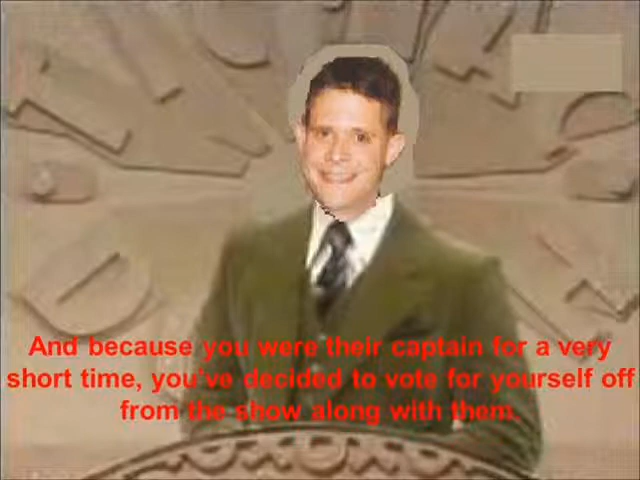 And because you were their captain for a very
short time, you've decided to vote for yourself off
from the show along with them.